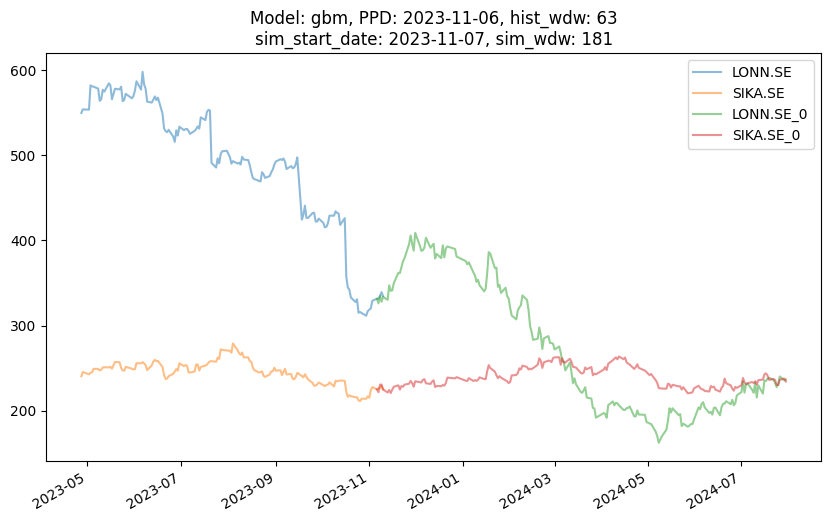 Model: gbm, PPD: 2023-11-06, hist_wdw: 63
sim_start_date: 2023-11-07, sim_wdw: 181
LONN.SE
SIKA.SE
LONN.SE_0
SIKA.SE_0
600
500
400
300
200
2023-05
2023-07
2023-09
2023-11
2024-01
2024-03
2024-05
2024-07